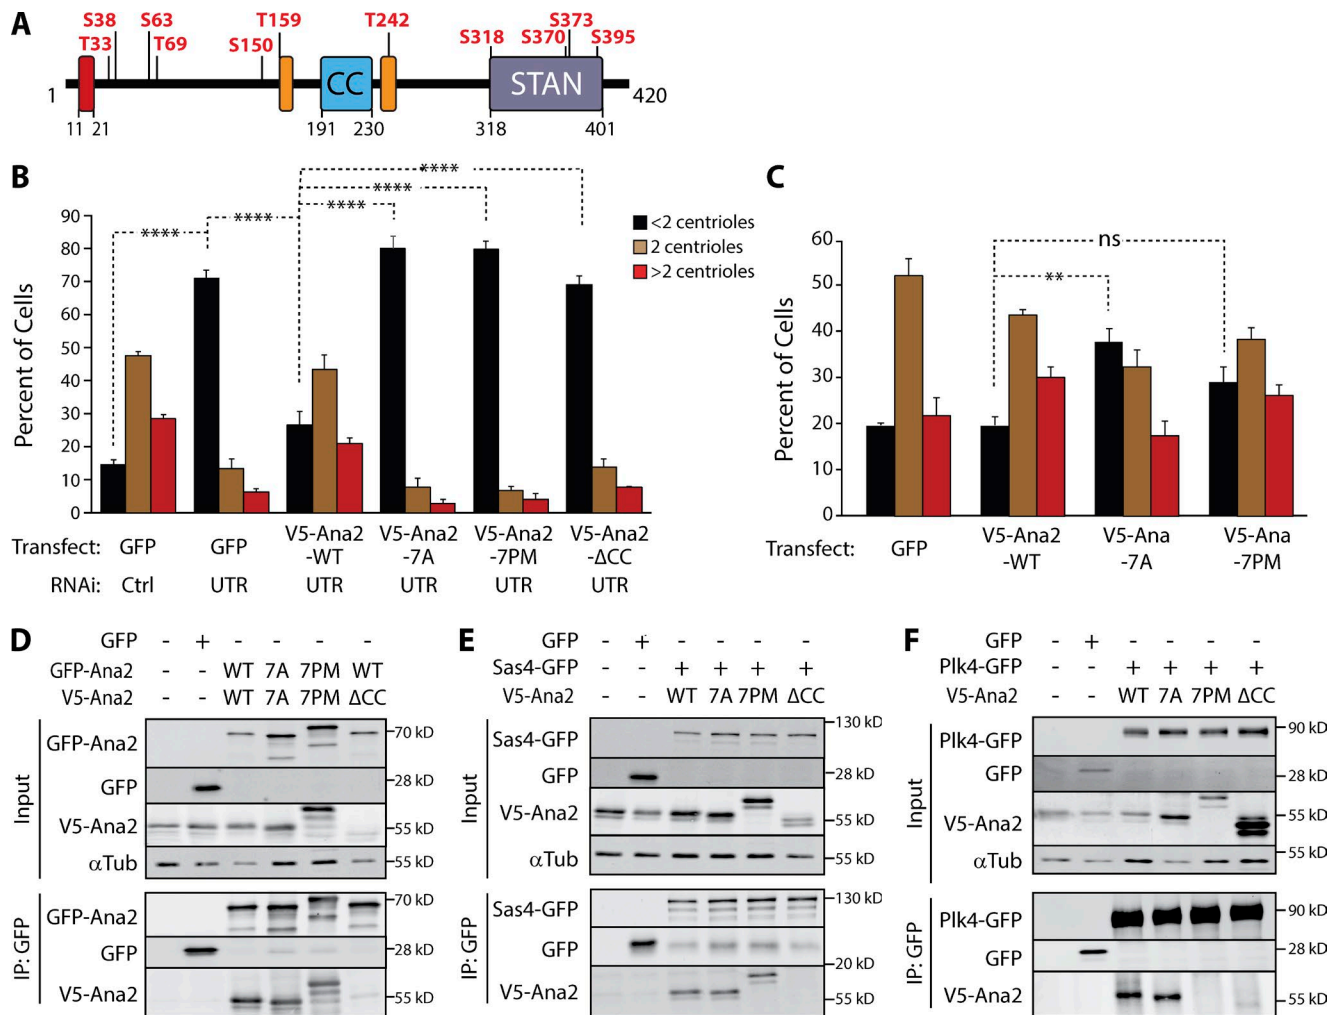 A
S38 S63 T159 T242 S373
T33 T69 S150 S318 S370 S395
1 CC STAN 420
11 21 191 230 318 401
B
**** **** **** **** ****
Percent of Cells
90
80
70
60
50
40
30
20
10
0
<2 centrioles
2 centrioles
>2 centrioles
Transfect: GFP GFP V5-Ana2 -WT V5-Ana2 -7A V5-Ana2 -7PM V5-Ana2 -ΔCC
RNAi: Ctrl UTR UTR UTR UTR UTR
C
ns
**
Percent of Cells
60
50
40
30
20
10
0
Transfect: GFP V5-Ana2 -WT V5-Ana -7A V5-Ana -7PM
D
GFP - + - - - -
GFP-Ana2 - - WT 7A 7PM WT
V5-Ana2 - - WT 7A 7PM ΔCC
Input
GFP-Ana2 70 kD
GFP 28 kD
V5-Ana2 55 kD
αTub 55 kD
IP: GFP
GFP-Ana2 70 kD
GFP 28 kD
V5-Ana2 55 kD
E
GFP - + - - - -
Sas4-GFP - - + + + +
V5-Ana2 - - WT 7A 7PM ΔCC
Input
130 kD
Sas4-GFP
GFP 28 kD
V5-Ana2 55 kD
αTub 55 kD
IP: GFP
Sas4-GFP 130 kD
GFP
20 kD
V5-Ana2 55 kD
F
GFP - + - - - -
Plk4-GFP - - + + + +
V5-Ana2 - - WT 7A 7PM ΔCC
Input
Plk4-GFP 90 kD
GFP 28 kD
V5-Ana2 55 kD
αTub 55 kD
IP: GFP
Plk4-GFP 90 kD
GFP 28 kD
V5-Ana2 55 kD